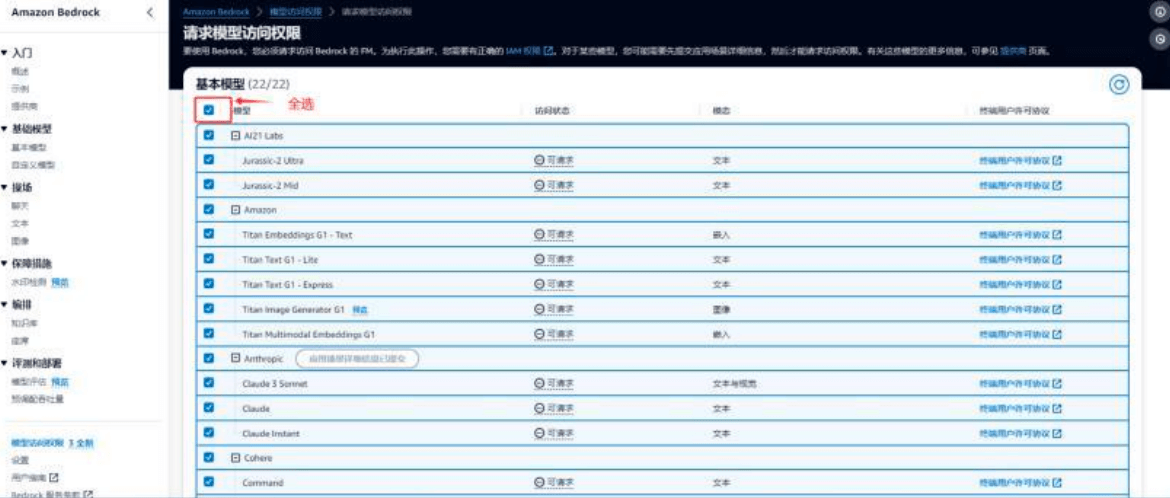 Amazon Bedrock
Amazon Bedrock > 模型访问权限 > 请求模型访问权限
请求模型访问权限
要使用 Bedrock，您必须请求访问 Bedrock 的 FM。为执行此操作，您需要有正确的 IAM 权限。对于某些模型，您可能需要先提交应用场景详细信息，然后才能请求访问权限。有关这些模型的更多信息，可参见 提供商 页面。
入门
概述
示例
提供商
基础模型
基本模型
自定义模型
操场
聊天
文本
图像
保障措施
水印检测 预览
编排
知识库
座席
评测和部署
模型评估 预览
预调配吞吐量
模型访问权限 3 全新
设置
用户指南
Bedrock 服务条款
基本模型 (22/22)
全选
模型 访问状态 模态 终端用户许可协议
AI21 Labs
Jurassic-2 Ultra 可请求 文本 终端用户许可协议
Jurassic-2 Mid 可请求 文本 终端用户许可协议
Amazon
Titan Embeddings G1 - Text 可请求 嵌入 终端用户许可协议
Titan Text G1 - Lite 可请求 文本 终端用户许可协议
Titan Text G1 - Express 可请求 文本 终端用户许可协议
Titan Image Generator G1 预览 可请求 图像 终端用户许可协议
Titan Multimodal Embeddings G1 可请求 嵌入 终端用户许可协议
Anthropic 应用场景详细信息已提交
Claude 3 Sonnet 可请求 文本与视觉 终端用户许可协议
Claude 可请求 文本 终端用户许可协议
Claude Instant 可请求 文本 终端用户许可协议
Cohere
Command 可请求 文本 终端用户许可协议